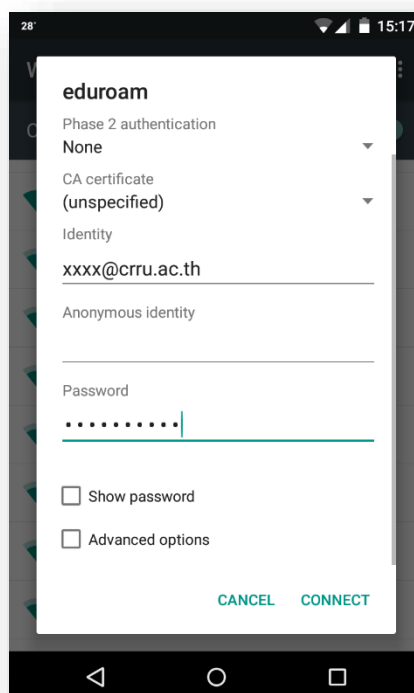 28°
15:17
W
eduroam
Phase 2 authentication
None
CA certificate
(unspecified)
Identity
xxxx@crru.ac.th
Anonymous identity
Password
••••••••••
Show password
Advanced options
CANCEL CONNECT